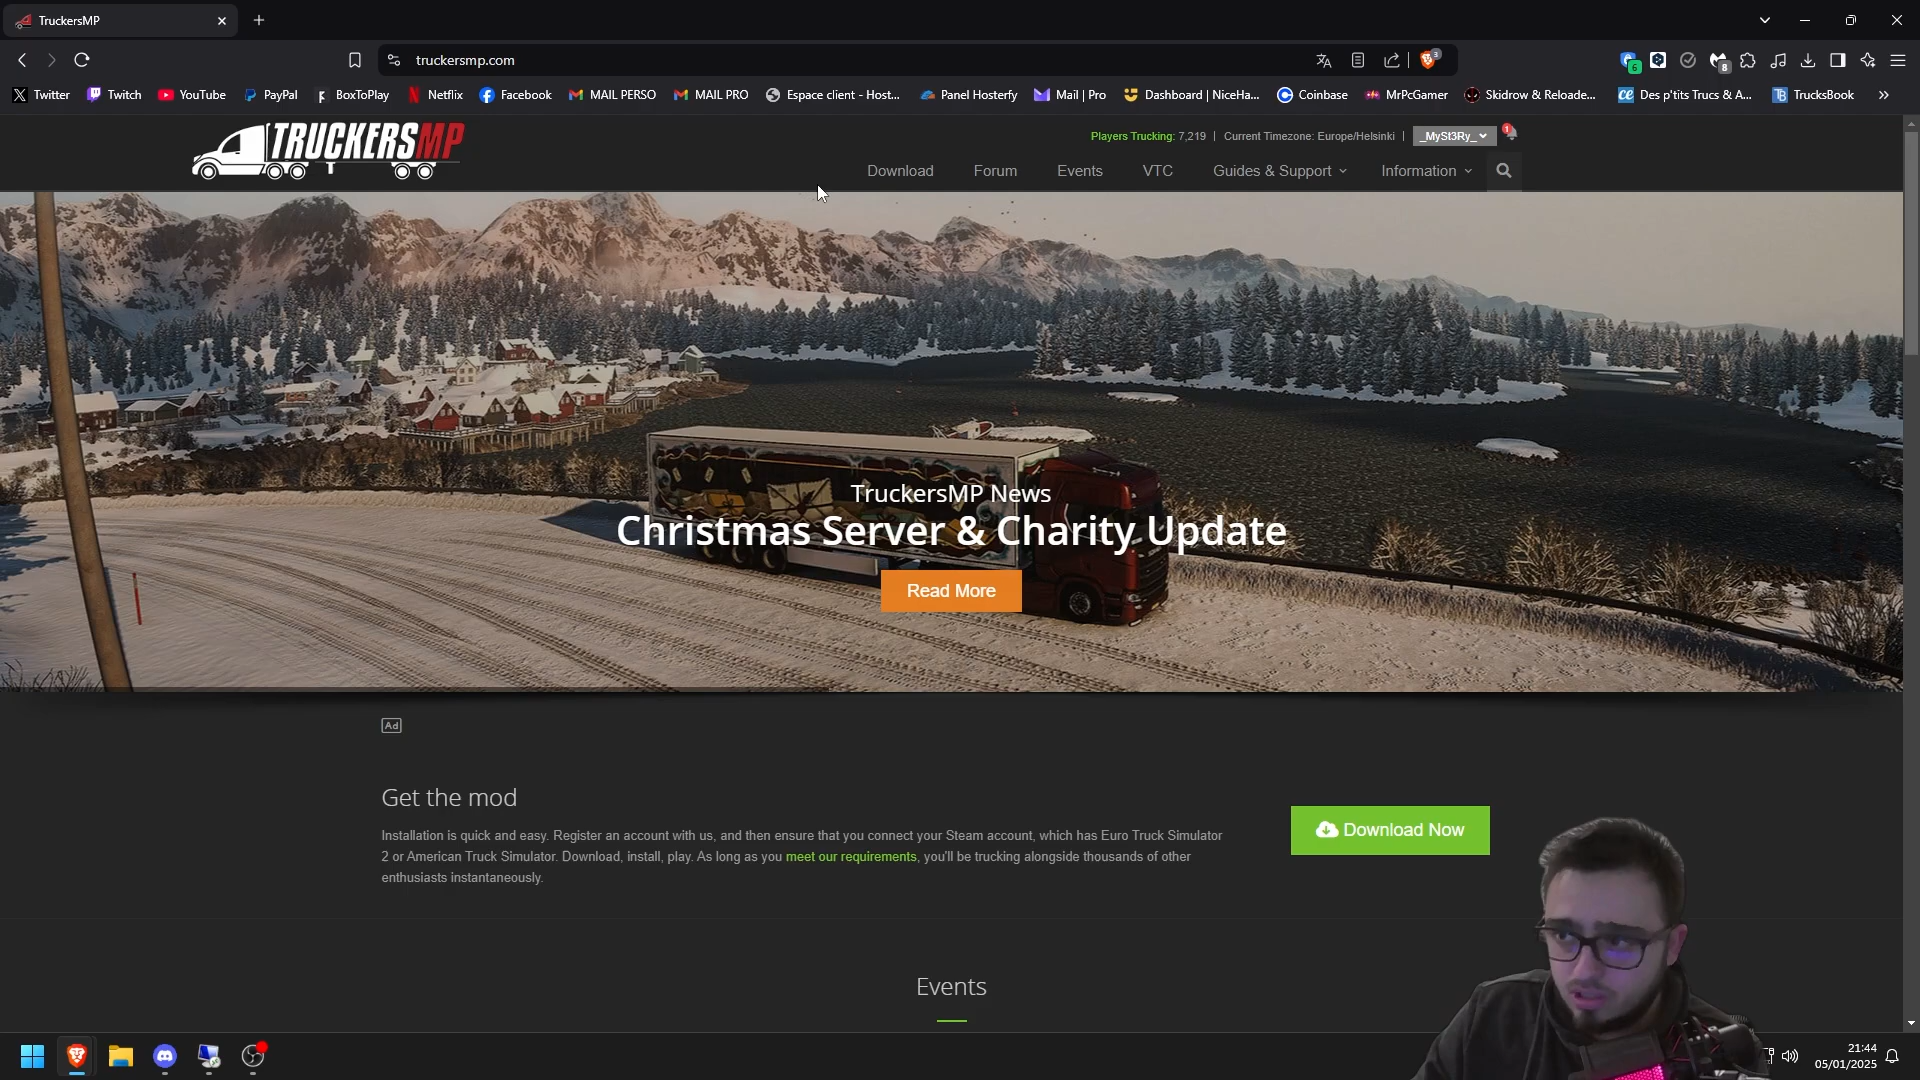 TruckersMP
truckersmp.com
3
6
8
Twitter
Twitch
YouTube
PayPal
BoxToPlay
Netflix
Facebook
MAIL PERSO
MAIL PRO
Espace client - Host...
Panel Hosterfy
Mail | Pro
Dashboard | NiceHa...
Coinbase
MrPcGamer
Skidrow & Reloade...
Des p'tits Trucs & A...
TrucksBook
TRUCKERSMP
Players Trucking: 7,219 | Current Timezone: Europe/Helsinki |
_MySt3Ry_
1
Download
Forum
Events
VTC
Guides & Support
Information
TruckersMP News
Christmas Server & Charity Update
Read More
Ad
Get the mod
Installation is quick and easy. Register an account with us, and then ensure that you connect your Steam account, which has Euro Truck Simulator
2 or American Truck Simulator. Download, install, play. As long as you meet our requirements, you'll be trucking alongside thousands of other
enthusiasts instantaneously.
Download Now
Events
21:44
05/01/2025